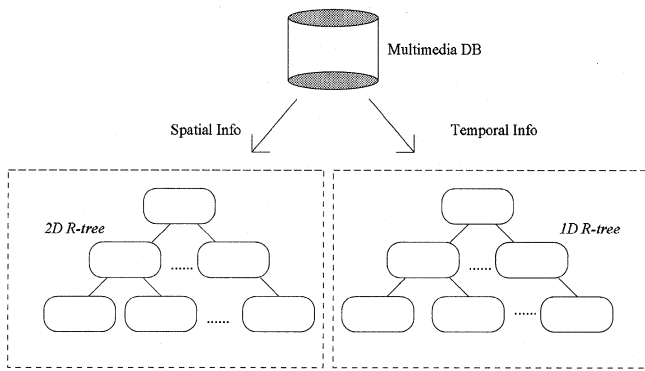 Multimedia DB
Spatial Info
Temporal Info
2D R-tree
1D R-tree
......
......
......
......